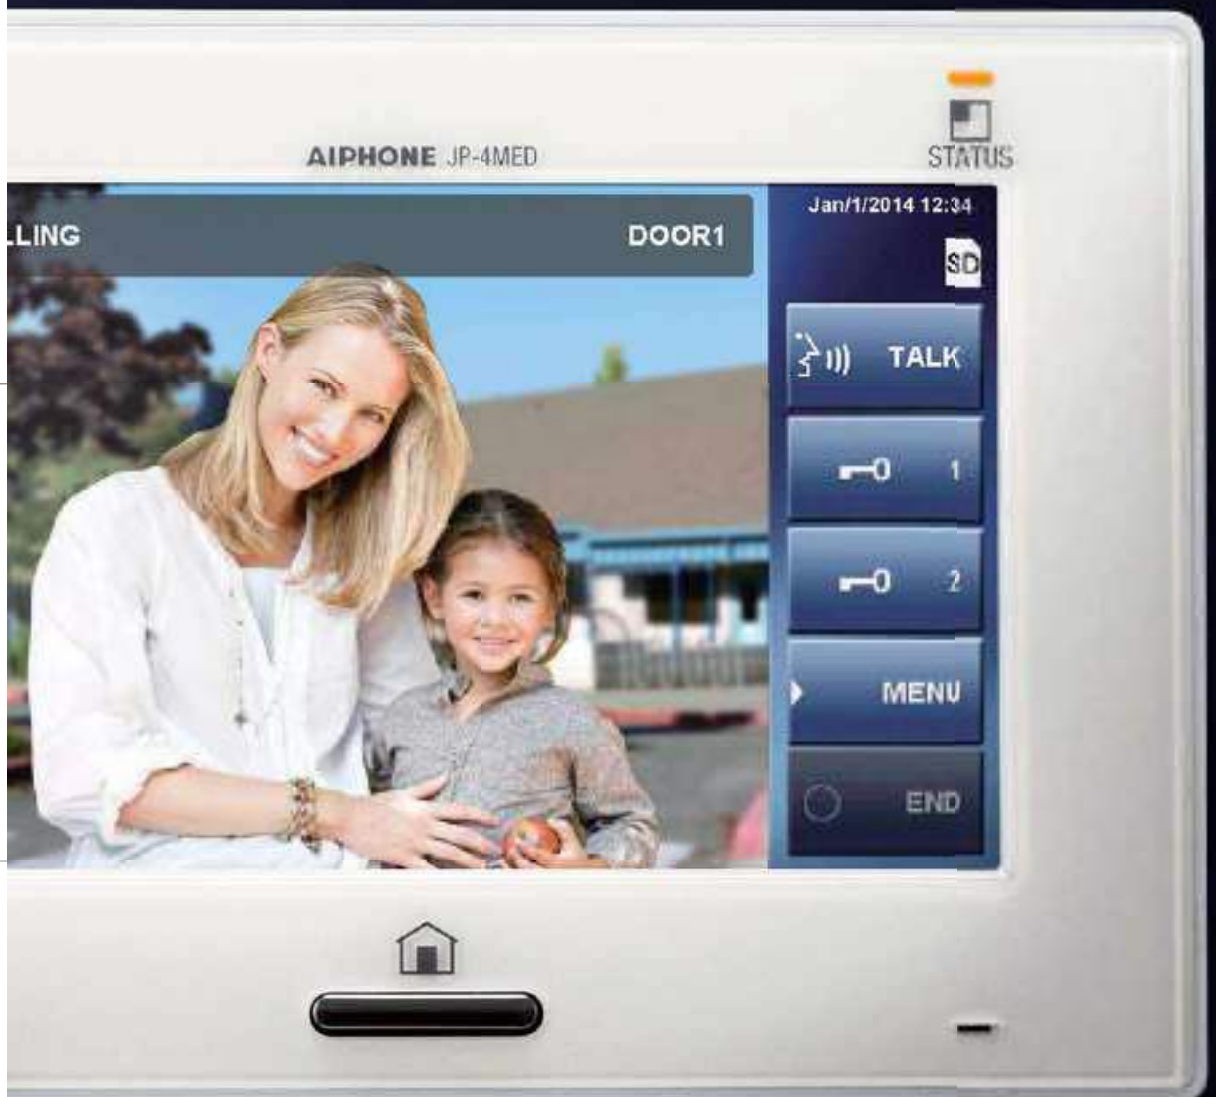 AIPHONE JP-4MED
STATUS
LLING
DOOR1
Jan/1/2014 12:34
SD
TALK
1
2
MENU
END